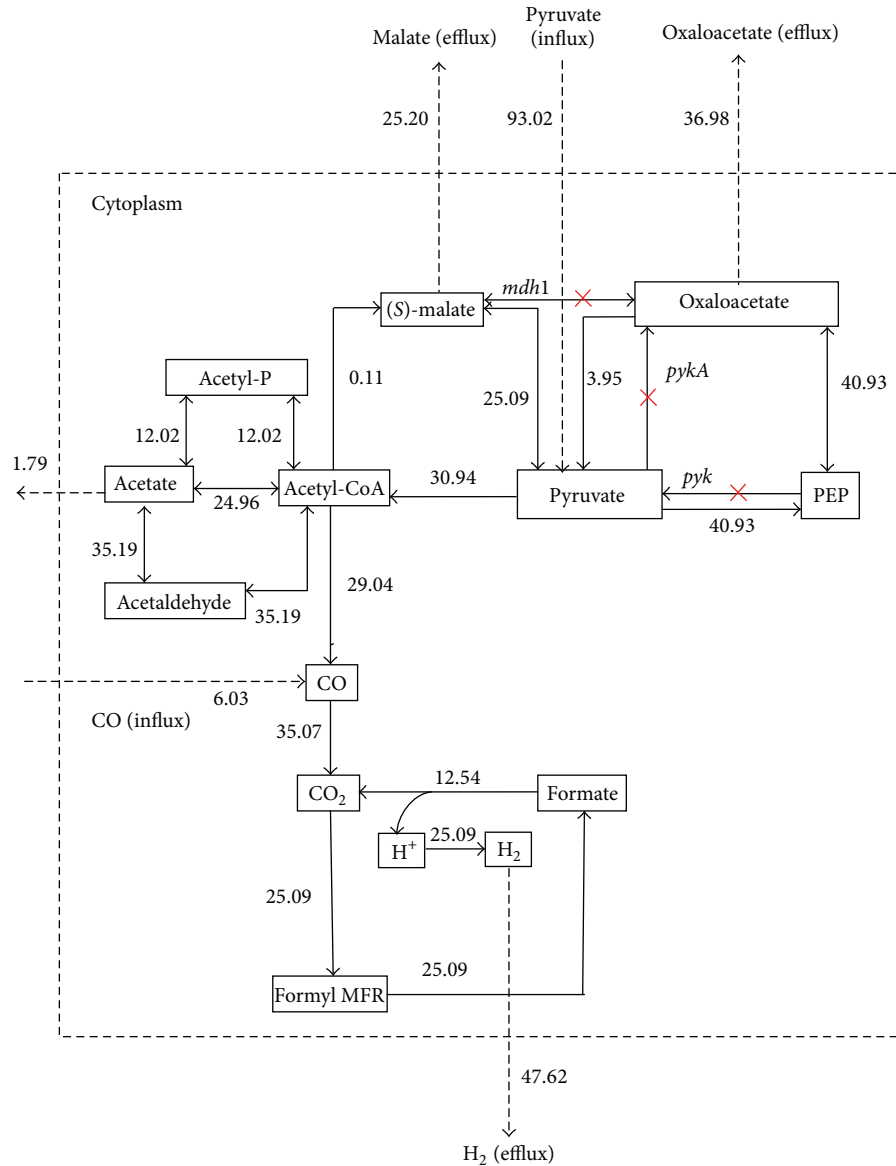 Malate (efflux)
Pyruvate
(influx)
Oxaloacetate (efflux)
25.20
93.02
36.98
Cytoplasm
mdh1
(S)-malate
Oxaloacetate
Acetyl-P
0.11
25.09
3.95
pykA
40.93
12.02
12.02
1.79
Acetate
24.96
Acetyl-CoA
30.94
Pyruvate
pyk
PEP
40.93
35.19
29.04
Acetaldehyde
35.19
CO
6.03
CO (influx)
35.07
12.54
CO₂
Formate
H⁺
25.09
H₂
25.09
25.09
Formyl MFR
47.62
H₂ (efflux)